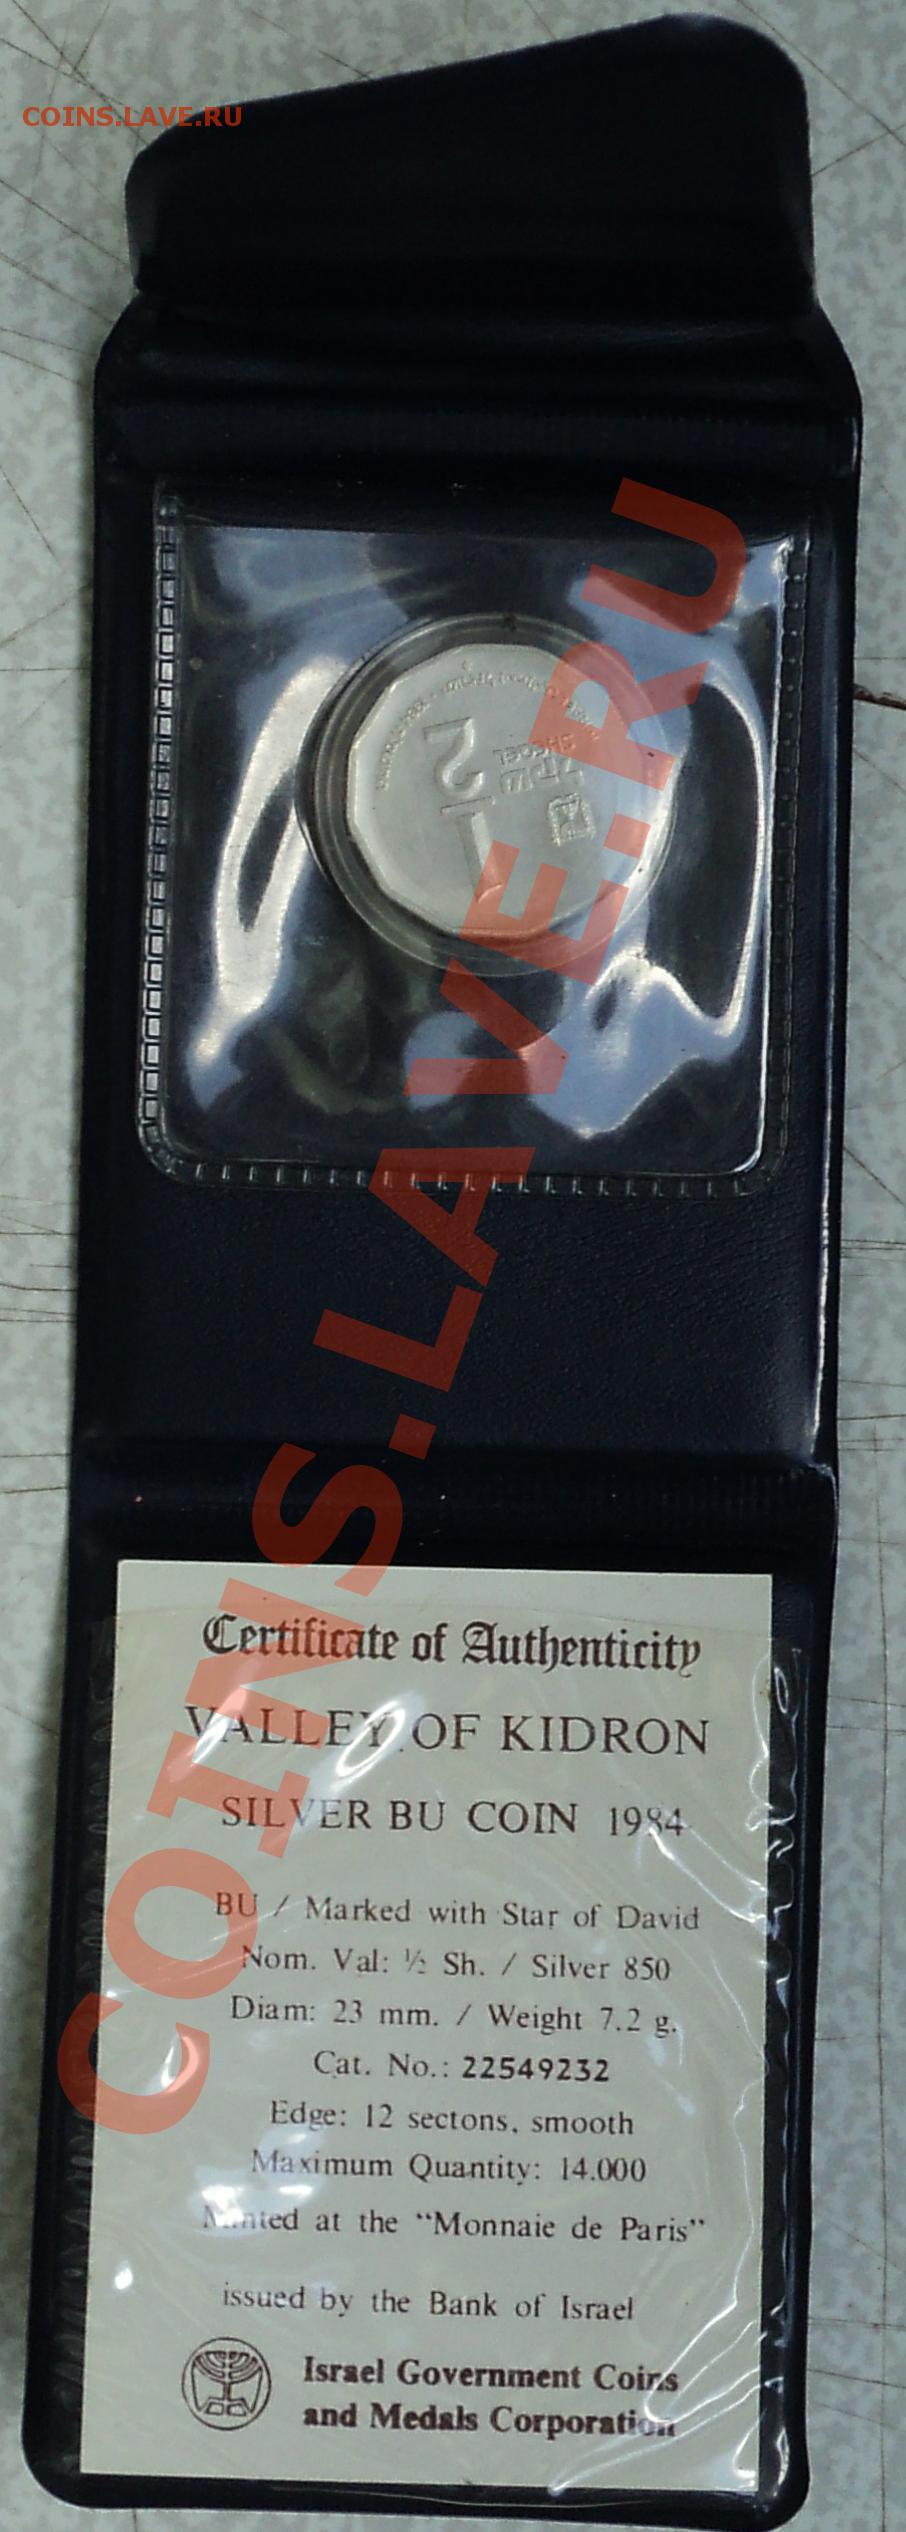 COINS.LAVE.RU
1
2
שקל
SHEQEL
COINS.LAVE.RU
Certificate of Authenticity
VALLEY OF KIDRON
SILVER BU COIN 1984
BU / Marked with Star of David
Nom. Val: ½ Sh. / Silver 850
Diam: 23 mm. / Weight 7.2 g.
Cat. No.: 22549232
Edge: 12 sectons, smooth
Maximum Quantity: 14.000
Minted at the “Monnaie de Paris”
issued by the Bank of Israel
Israel Government Coins
and Medals Corporation